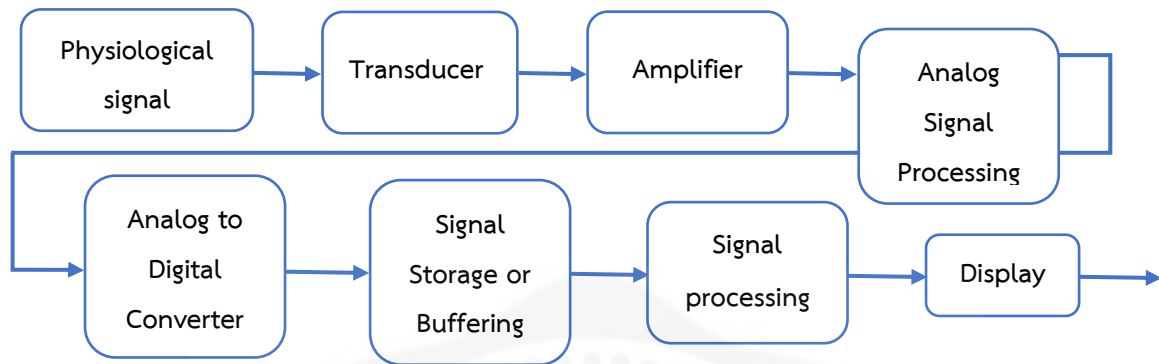 Physiological
signal
Transducer
Amplifier
Analog
Signal
Processing
Analog to
Digital
Converter
Signal
Storage or
Buffering
Signal
processing
Display